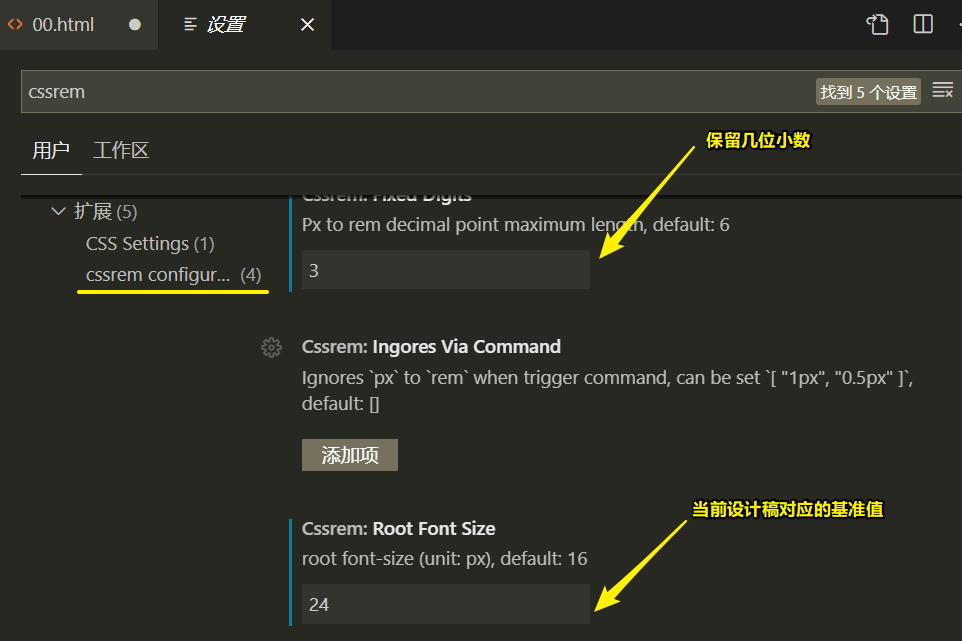 00.html
设置
cssrem
找到 5 个设置
用户
工作区
保留几位小数
扩展 (5)
CSS Settings (1)
cssrem configur... (4)
Cssrem: Fixed Digits
Px to rem decimal point maximum length, default: 6
3
Cssrem: Ingores Via Command
Ignores `px` to `rem` when trigger command, can be set `[ "1px", "0.5px" ]`,
default: []
添加项
当前设计稿对应的基准值
Cssrem: Root Font Size
root font-size (unit: px), default: 16
24